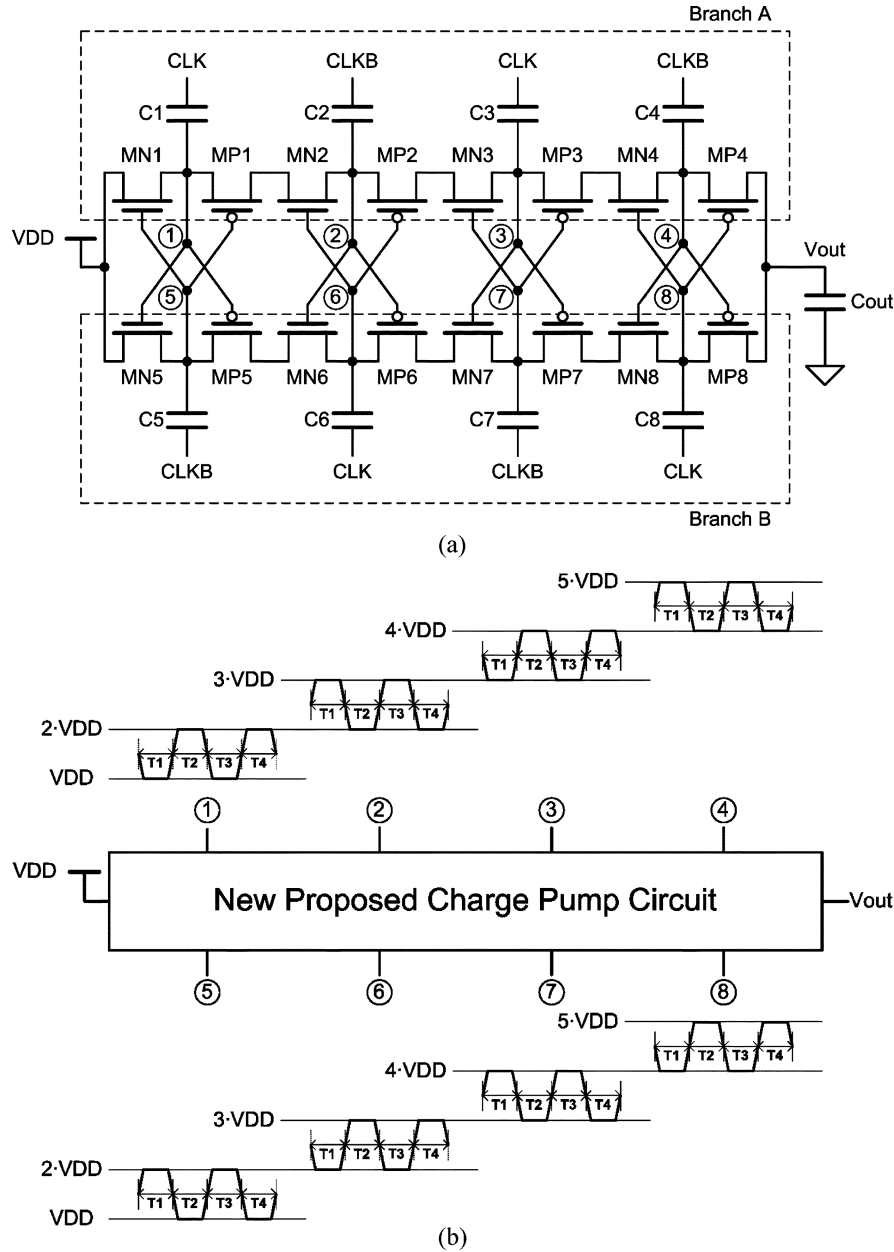 Branch A
CLK CLKB CLK CLKB
C1 C2 C3 C4
MN1 MP1 MN2 MP2 MN3 MP3 MN4 MP4
VDD ① ② ③ ④ Vout
⑤ ⑥ ⑦ ⑧ Cout
MN5 MP5 MN6 MP6 MN7 MP7 MN8 MP8
C5 C6 C7 C8
CLKB CLK CLKB CLK
Branch B
(a)
5·VDD
T1 T2 T3 T4
4·VDD
T1 T2 T3 T4
3·VDD
T1 T2 T3 T4
2·VDD
T1 T2 T3 T4
VDD
① ② ③ ④
VDD
New Proposed Charge Pump Circuit
Vout
⑤ ⑥ ⑦ ⑧
5·VDD
T1 T2 T3 T4
4·VDD
T1 T2 T3 T4
3·VDD
T1 T2 T3 T4
2·VDD
T1 T2 T3 T4
VDD
(b)